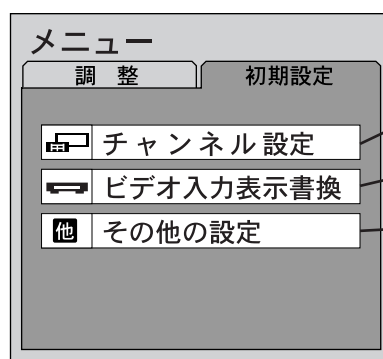 メニュー
調 整 初期設定
チャンネル設定
ビデオ入力表示書換
他 その他の設定